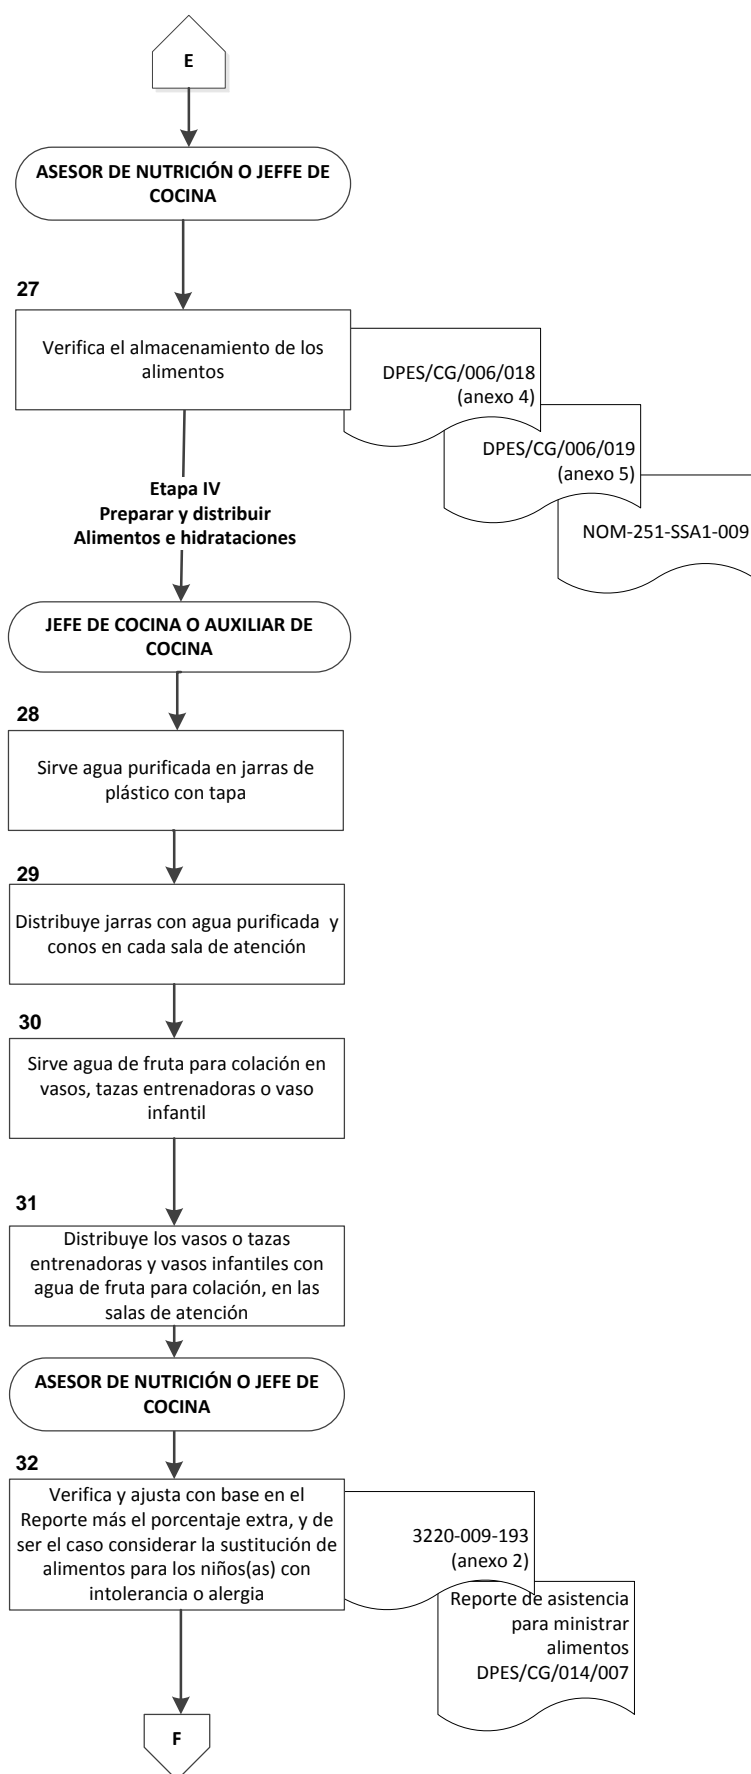 E
ASESOR DE NUTRICIÓN O JEFFE DE
COCINA
27
Verifica el almacenamiento de los
alimentos
DPES/CG/006/018
(anexo 4)
DPES/CG/006/019
(anexo 5)
NOM-251-SSA1-009
Etapa IV
Preparar y distribuir
Alimentos e hidrataciones
JEFE DE COCINA O AUXILIAR DE
COCINA
28
Sirve agua purificada en jarras de
plástico con tapa
29
Distribuye jarras con agua purificada y
conos en cada sala de atención
30
Sirve agua de fruta para colación en
vasos, tazas entrenadoras o vaso
infantil
31
Distribuye los vasos o tazas
entrenadoras y vasos infantiles con
agua de fruta para colación, en las
salas de atención
ASESOR DE NUTRICIÓN O JEFE DE
COCINA
32
Verifica y ajusta con base en el
Reporte más el porcentaje extra, y de
ser el caso considerar la sustitución de
alimentos para los niños(as) con
intolerancia o alergia
3220-009-193
(anexo 2)
Reporte de asistencia
para ministrar
alimentos
DPES/CG/014/007
F